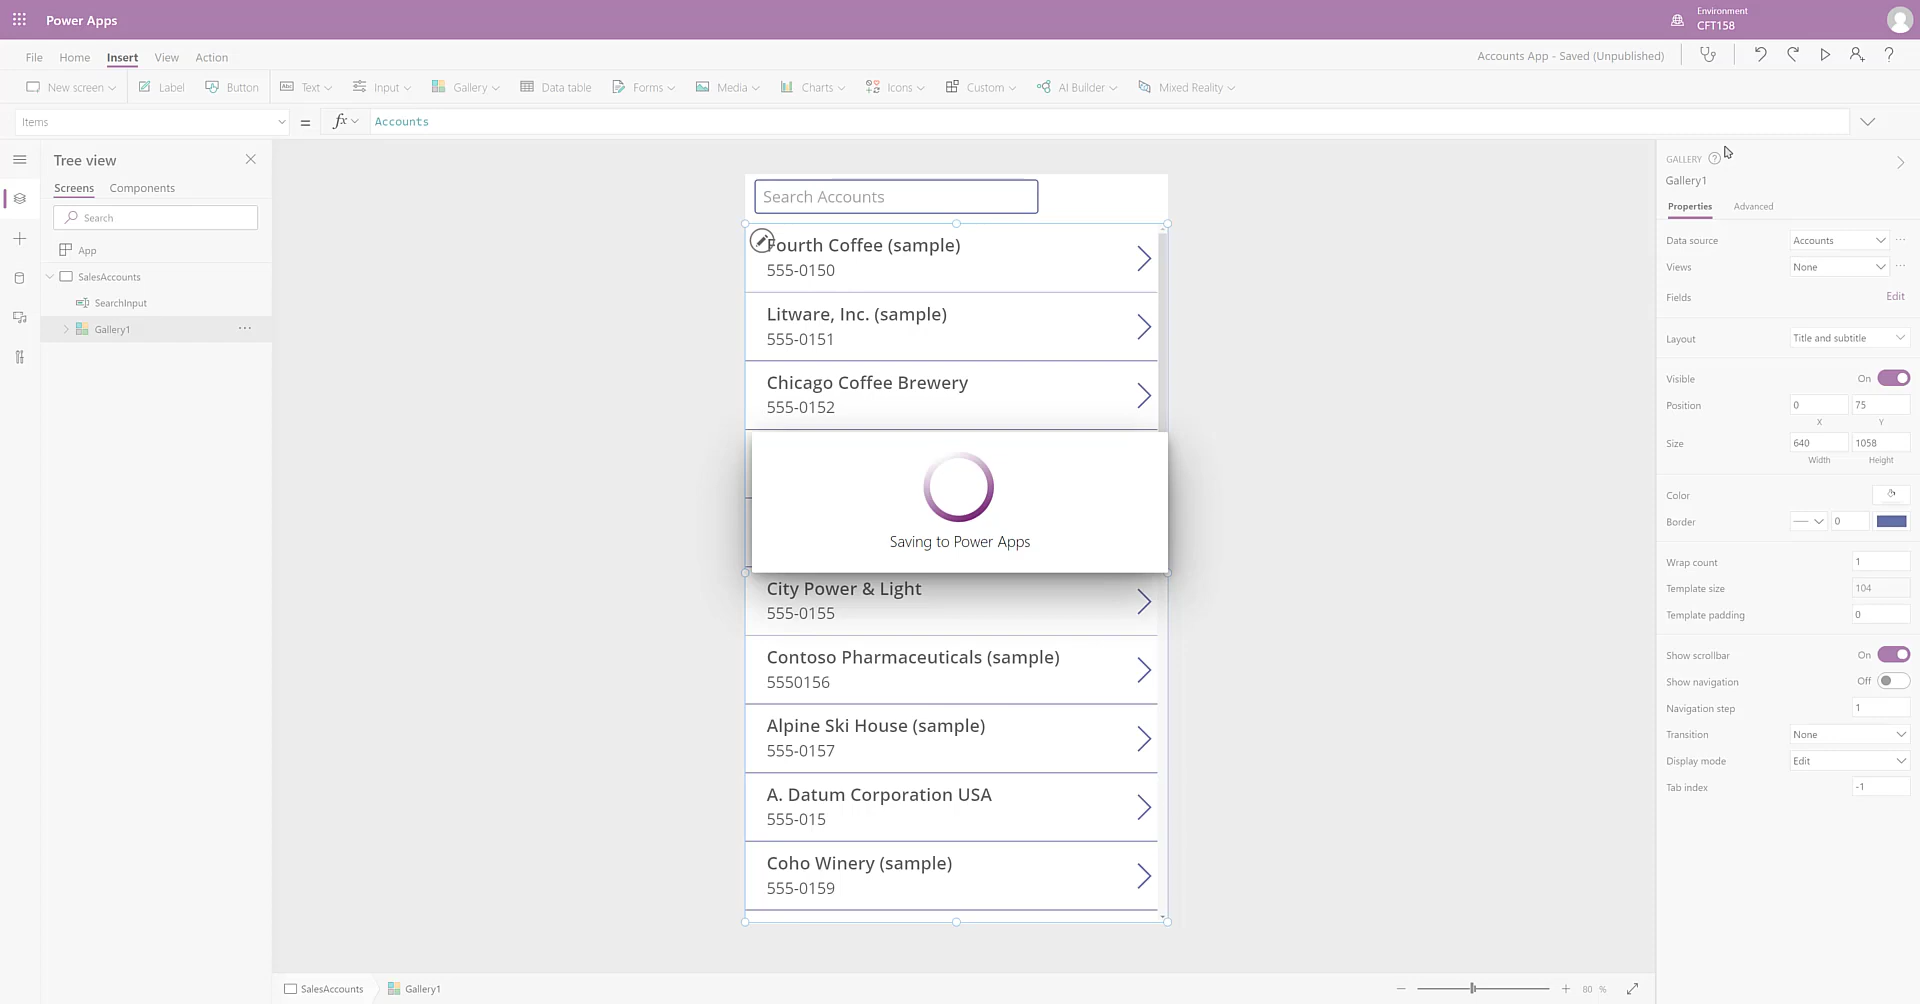 Power Apps
Environment
CFT158
File Home Insert View Action
Accounts App - Saved (Unpublished)
New screen Label Button Text Input Gallery Data table Forms Media Charts Icons Custom AI Builder Mixed Reality
Items = fx Accounts
Tree view
Screens Components
Search
App
SalesAccounts
SearchInput
Gallery1
Search Accounts
Fourth Coffee (sample)
555-0150
Litware, Inc. (sample)
555-0151
Chicago Coffee Brewery
555-0152
Saving to Power Apps
City Power & Light
555-0155
Contoso Pharmaceuticals (sample)
5550156
Alpine Ski House (sample)
555-0157
A. Datum Corporation USA
555-015
Coho Winery (sample)
555-0159
GALLERY ?
Gallery1
Properties Advanced
Data source Accounts
Views None
Fields Edit
Layout Title and subtitle
Visible On
Position 0 75
X Y
Size 640 1058
Width Height
Color
Border 0
Wrap count 1
Template size 104
Template padding 0
Show scrollbar On
Show navigation Off
Navigation step 1
Transition None
Display mode Edit
Tab index -1
SalesAccounts Gallery1
80 %